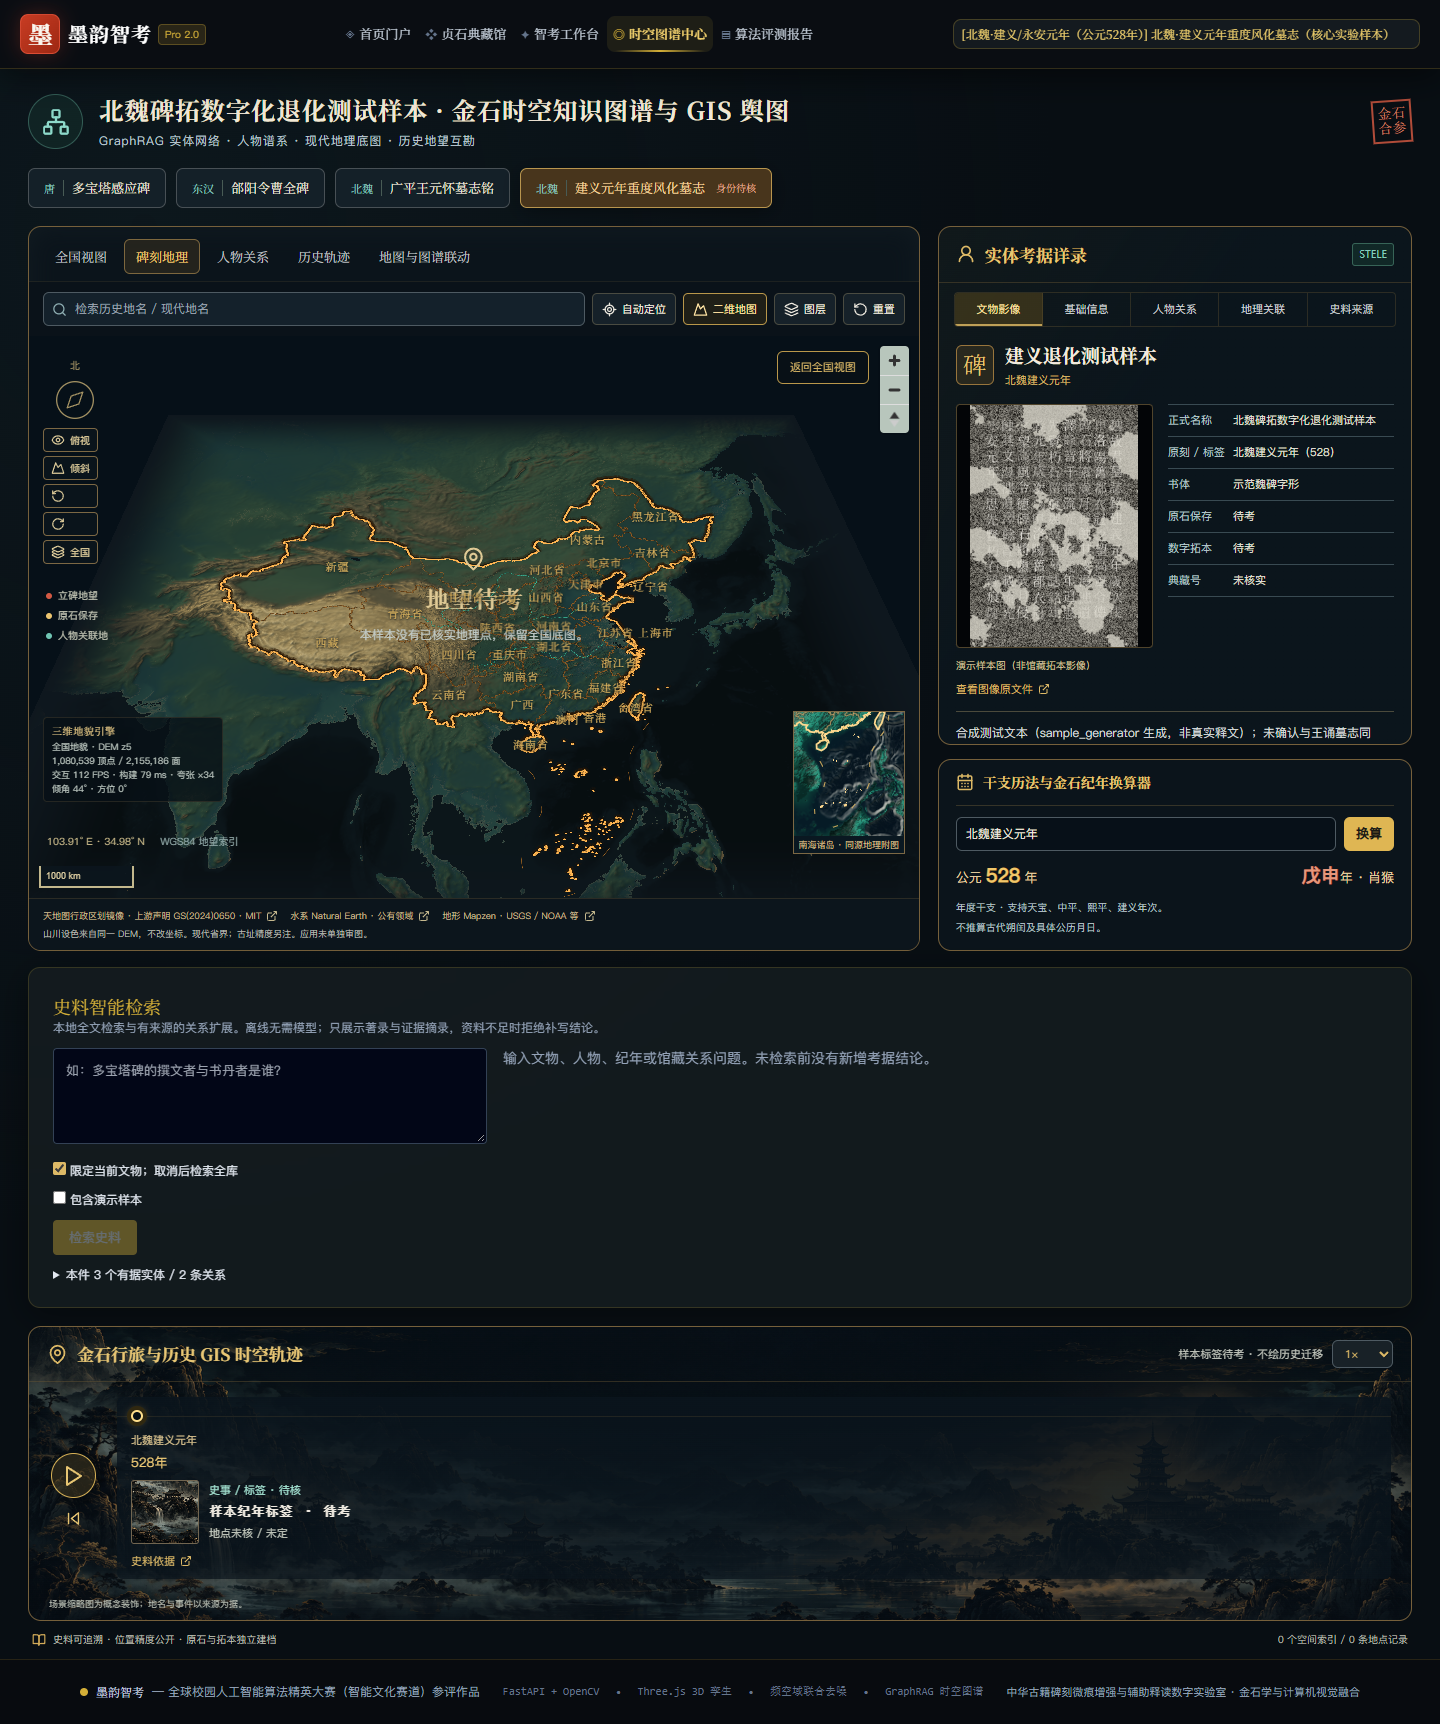 墨 墨韵智考 Pro 2.0
首页门户 贞石典藏馆 智考工作台 时空图谱中心 算法评测报告
[北魏·建义/永安元年（公元528年）] 北魏·建义元年重度风化墓志（核心实验样本）
北魏碑拓数字化退化测试样本 · 金石时空知识图谱与 GIS 舆图
GraphRAG 实体网络 · 人物谱系 · 现代地理底图 · 历史地望互勘
金石
合参
唐 多宝塔感应碑
东汉 郃阳令曹全碑
北魏 广平王元怀墓志铭
北魏 建义元年重度风化墓志 身份待核
全国视图 碑刻地理 人物关系 历史轨迹 地图与图谱联动
检索历史地名 / 现代地名
自动定位 二维地图 图层 重置
返回全国视图
北
俯视
倾斜
全国
立碑地望
原石保存
人物关联地
黑龙江省
内蒙古
吉林省
新疆
河北省
北京市
天津市
辽宁省
青海省
山西省
山东省
地望待考
本样本没有已核实地理点，保留全国底图。
西藏
陕西省
河南省
江苏省
上海市
四川省
重庆市
湖北省
浙江省
湖南省
云南省
广西
广东省
福建省
台湾省
澳门
香港
海南省
三维地貌引擎
全国地貌 · DEM z5
1,080,539 顶点 / 2,155,186 面
交互 112 FPS · 构建 79 ms · 夸张 ×34
倾角 44° · 方位 0°
103.91° E · 34.98° N WGS84 地望索引
1000 km
南海诸岛 · 同源地理附图
天地图行政区划镜像 · 上游声明 GS(2024)0650 · MIT 水系 Natural Earth · 公有领域 地形 Mapzen · USGS / NOAA 等
山川设色来自同一 DEM，不改坐标。现代省界；古址精度另注。应用未单独审图。
实体考据详录 STELE
文物影像 基础信息 人物关系 地理关联 史料来源
碑 建义退化测试样本
北魏建义元年
正式名称 北魏碑拓数字化退化测试样本
原刻 / 标签 北魏建义元年（528）
书体 示范魏碑字形
原石保存 待考
数字拓本 待考
典藏号 未核实
演示样本图（非馆藏拓本影像）
查看图像原文件
合成测试文本（sample_generator 生成，非真实释文）；未确认与王诵墓志同
干支历法与金石纪年换算器
北魏建义元年 换算
公元 528 年 戊申年 · 肖猴
年度干支 · 支持天宝、中平、熙平、建义年次。
不推算古代朔闰及具体公历月日。
史料智能检索
本地全文检索与有来源的关系扩展。离线无需模型；只展示著录与证据摘录，资料不足时拒绝补写结论。
如：多宝塔碑的撰文者与书丹者是谁？
输入文物、人物、纪年或馆藏关系问题。未检索前没有新增考据结论。
限定当前文物；取消后检索全库
包含演示样本
检索史料
本件 3 个有据实体 / 2 条关系
金石行旅与历史 GIS 时空轨迹
样本标签待考 · 不绘历史迁移 1×
北魏建义元年
528年
史事 / 标签 · 待核
样本纪年标签 - 待考
地点未核 / 未定
史料依据
场景缩略图为概念装饰；地名与事件以来源为据。
史料可追溯 · 位置精度公开 · 原石与拓本独立建档
0 个空间索引 / 0 条地点记录
墨韵智考 — 全球校园人工智能算法精英大赛（智能文化赛道）参评作品 FastAPI + OpenCV • Three.js 3D 孪生 • 频空域联合去噪 • GraphRAG 时空图谱 中华古籍碑刻微痕增强与辅助释读数字实验室 · 金石学与计算机视觉融合